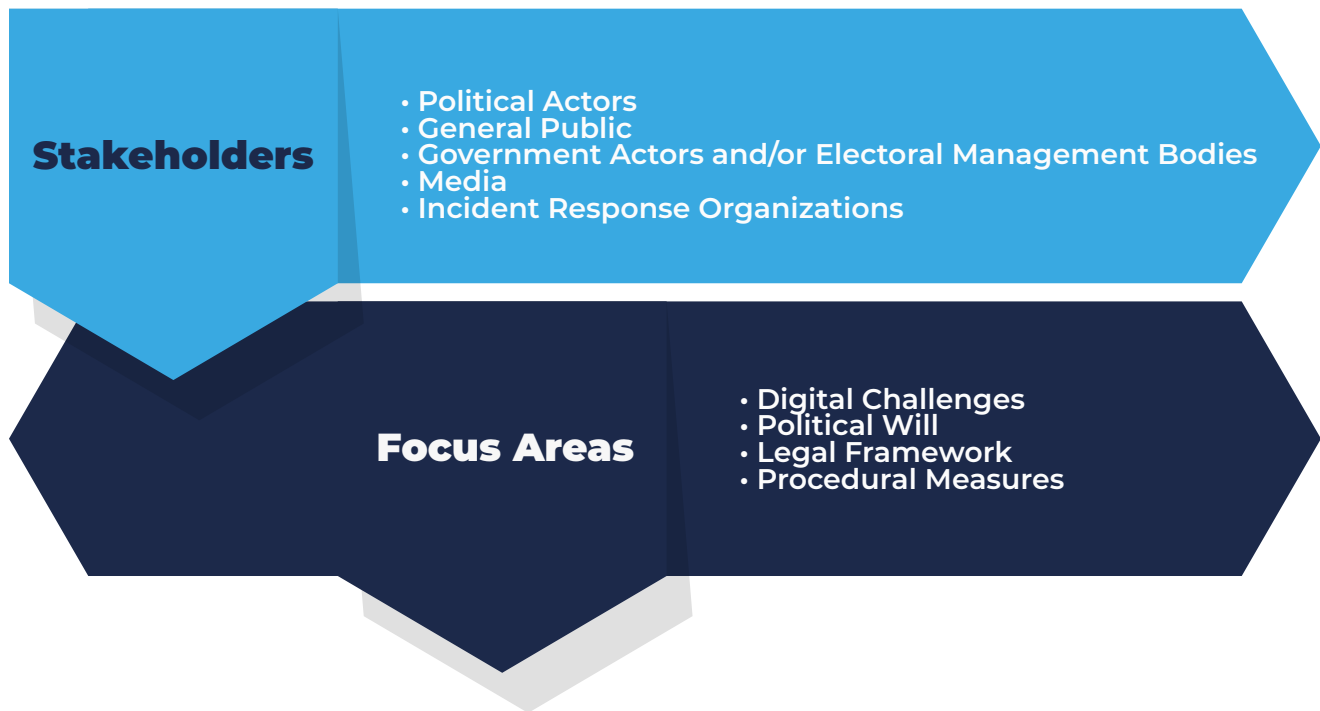 Stakeholders
• Political Actors
• General Public
• Government Actors and/or Electoral Management Bodies
• Media
• Incident Response Organizations
Focus Areas
• Digital Challenges
• Political Will
• Legal Framework
• Procedural Measures